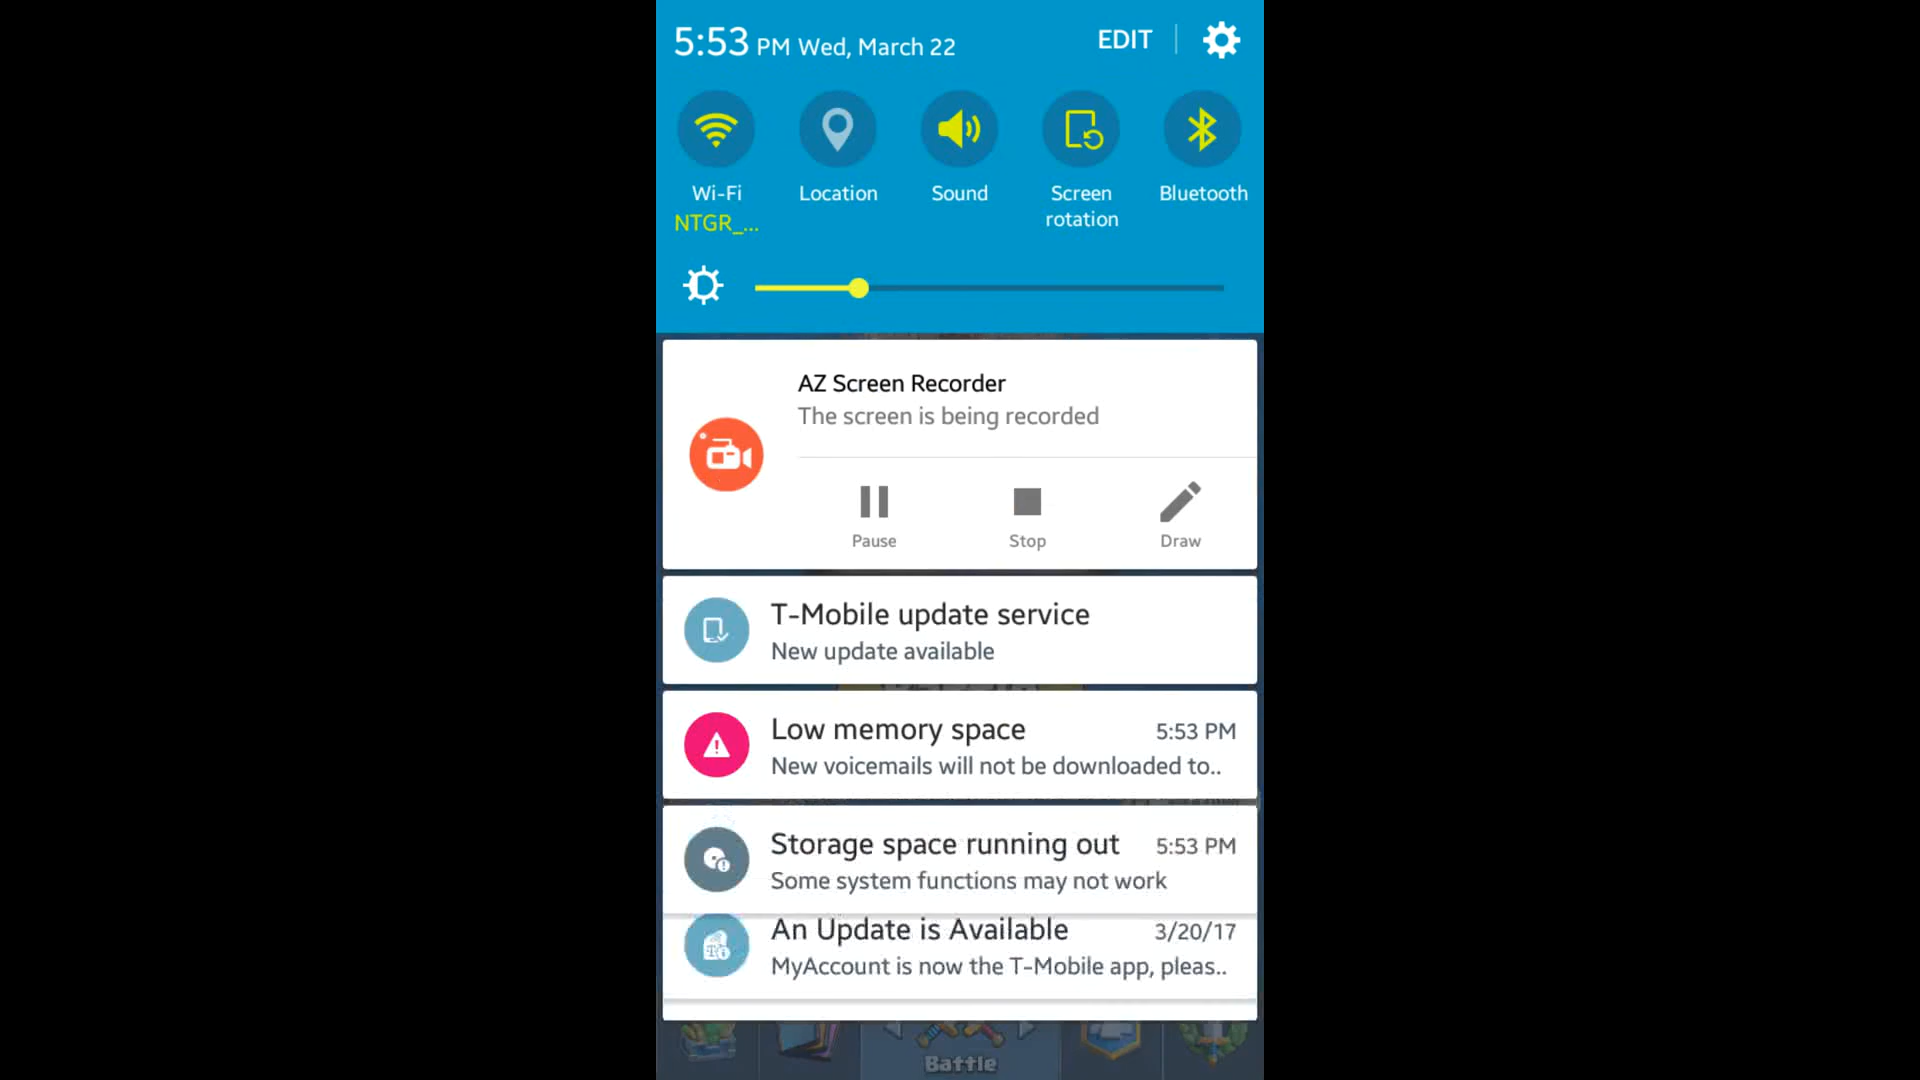 5:53 PM Wed, March 22 EDIT
Wi-Fi Location Sound Screen rotation Bluetooth
NTGR_...
AZ Screen Recorder
The screen is being recorded
Pause Stop Draw
T-Mobile update service
New update available
Low memory space 5:53 PM
New voicemails will not be downloaded to..
Storage space running out 5:53 PM
Some system functions may not work
An Update is Available 3/20/17
MyAccount is now the T-Mobile app, pleas..
Battle